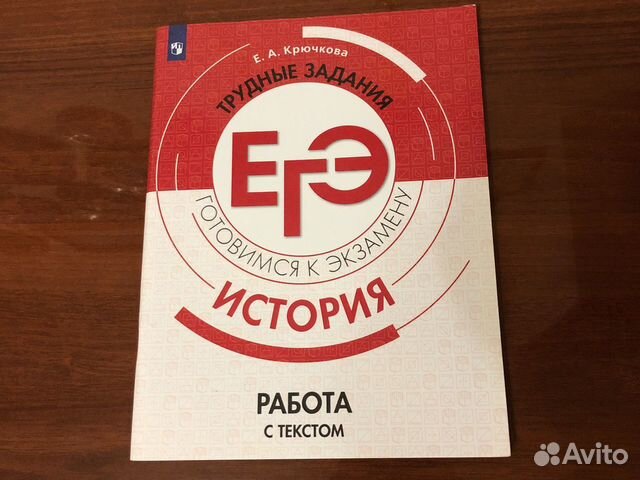 Е. А. Крючкова
ТРУДНЫЕ ЗАДАНИЯ
ЕГЭ
ГОТОВИМСЯ К ЭКЗАМЕНУ
ИСТОРИЯ
РАБОТА
С ТЕКСТОМ
Avito